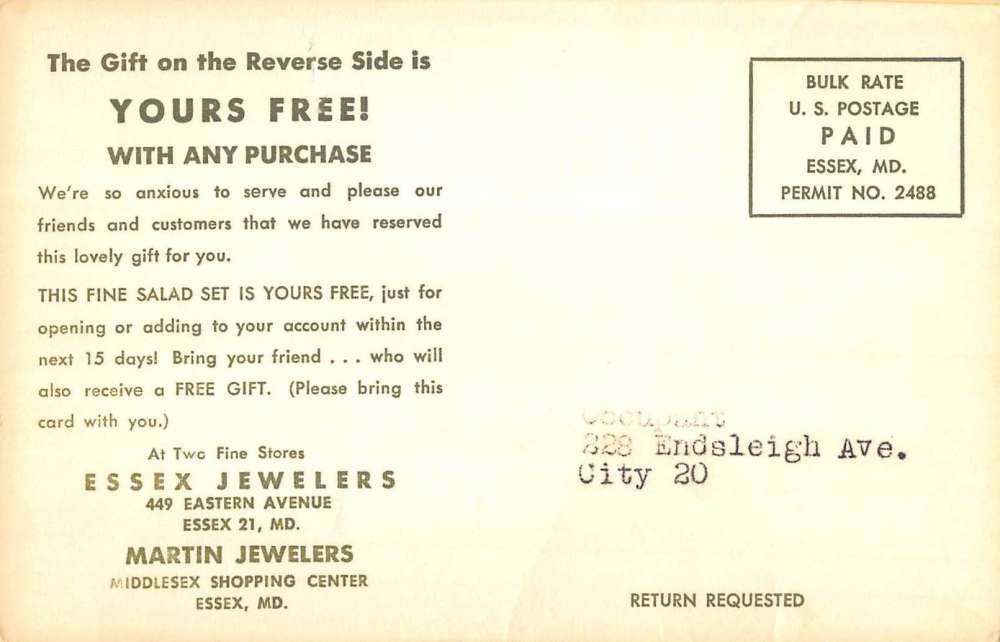 The Gift on the Reverse Side is
YOURS FREE!
WITH ANY PURCHASE
We're so anxious to serve and please our
friends and customers that we have reserved
this lovely gift for you.
THIS FINE SALAD SET IS YOURS FREE, just for
opening or adding to your account within the
next 15 days! Bring your friend . . . who will
also receive a FREE GIFT. (Please bring this
card with you.)
At Two Fine Stores
ESSEX JEWELERS
449 EASTERN AVENUE
ESSEX 21, MD.
MARTIN JEWELERS
MIDDLESEX SHOPPING CENTER
ESSEX, MD.
BULK RATE
U. S. POSTAGE
PAID
ESSEX, MD.
PERMIT NO. 2488
Occupant
228 Endsleigh Ave.
City 20
RETURN REQUESTED